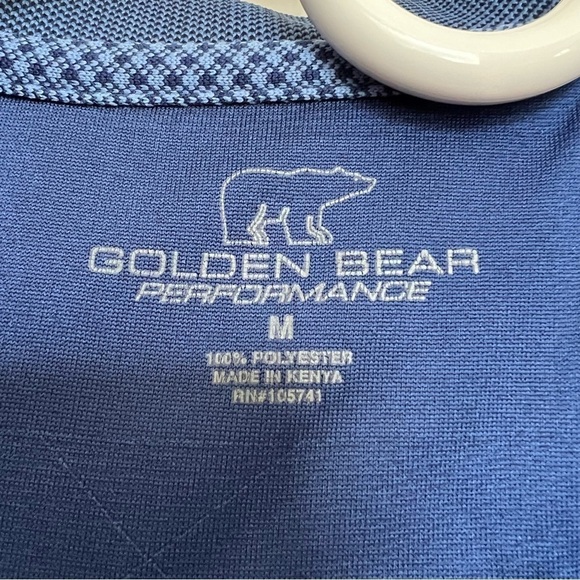 GOLDEN BEAR
PERFORMANCE
M
100% POLYESTER
MADE IN KENYA
RN#105741